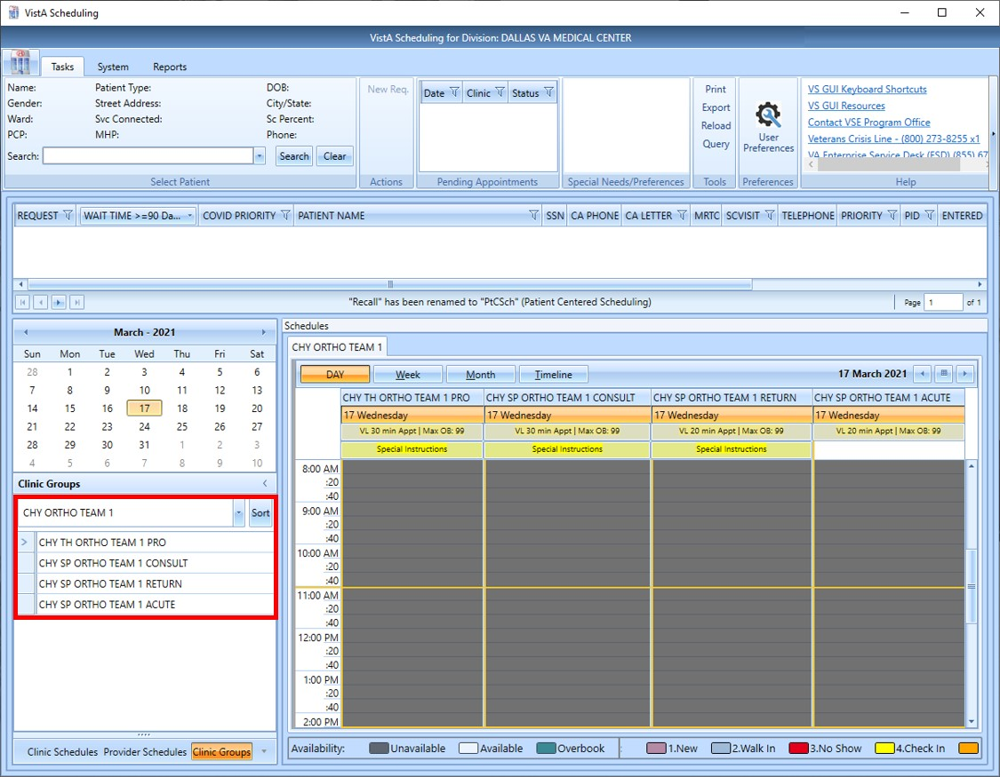 VistA Scheduling
VistA Scheduling for Division: DALLAS VA MEDICAL CENTER
Tasks System Reports
Name: Patient Type: DOB:
Gender: Street Address: City/State:
Ward: Svc Connected: Sc Percent:
PCP: MHP: Phone:
Search: Search Clear
Select Patient
New Req.
Actions
Date Clinic Status
Pending Appointments
Special Needs/Preferences
Print
Export
Reload
Query
Tools
User
Preferences
Preferences
VS GUI Keyboard Shortcuts
VS GUI Resources
Contact VSE Program Office
Veterans Crisis Line - (800) 273-8255 x1
VA Enterprise Service Desk (ESD) (855) 67
Help
REQUEST WAIT TIME >=90 Da... COVID PRIORITY PATIENT NAME SSN CA PHONE CA LETTER MRTC SCVISIT TELEPHONE PRIORITY PID ENTERED
"Recall" has been renamed to "PtCSch" (Patient Centered Scheduling)
Page 1 of 1
March - 2021
Sun Mon Tue Wed Thu Fri Sat
28 1 2 3 4 5 6
7 8 9 10 11 12 13
14 15 16 17 18 19 20
21 22 23 24 25 26 27
28 29 30 31 1 2 3
4 5 6 7 8 9 10
Clinic Groups
CHY ORTHO TEAM 1 Sort
CHY TH ORTHO TEAM 1 PRO
CHY SP ORTHO TEAM 1 CONSULT
CHY SP ORTHO TEAM 1 RETURN
CHY SP ORTHO TEAM 1 ACUTE
Clinic Schedules Provider Schedules Clinic Groups
Schedules
CHY ORTHO TEAM 1
DAY Week Month Timeline 17 March 2021
CHY TH ORTHO TEAM 1 PRO CHY SP ORTHO TEAM 1 CONSULT CHY SP ORTHO TEAM 1 RETURN CHY SP ORTHO TEAM 1 ACUTE
17 Wednesday 17 Wednesday 17 Wednesday 17 Wednesday
VL 30 min Appt | Max OB: 99 VL 30 min Appt | Max OB: 99 VL 20 min Appt | Max OB: 99 VL 20 min Appt | Max OB: 99
Special Instructions Special Instructions Special Instructions
8:00 AM
:20
:40
9:00 AM
:20
:40
10:00 AM
:20
:40
11:00 AM
:20
:40
12:00 PM
:20
:40
1:00 PM
:20
:40
2:00 PM
Availability: Unavailable Available Overbook 1.New 2.Walk In 3.No Show 4.Check In